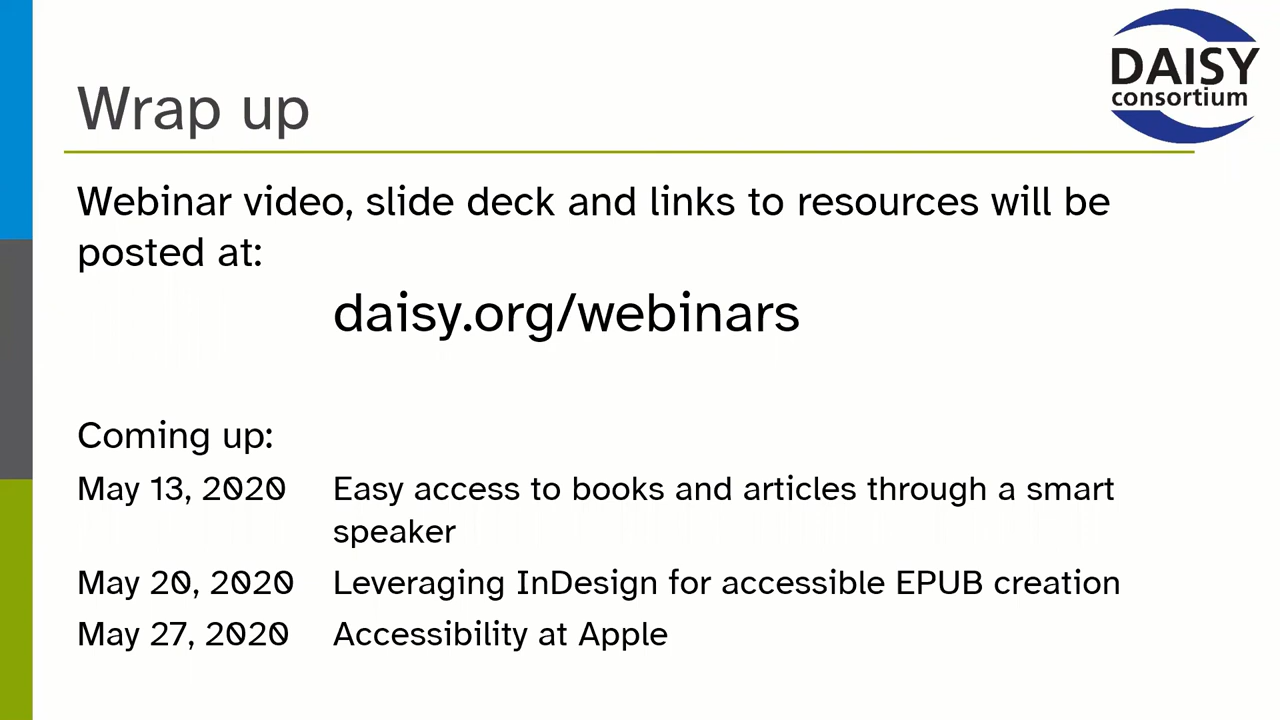 DAISY
consortium
Wrap up
Webinar video, slide deck and links to resources will be
posted at:
daisy.org/webinars
Coming up:
May 13, 2020 Easy access to books and articles through a smart
speaker
May 20, 2020 Leveraging InDesign for accessible EPUB creation
May 27, 2020 Accessibility at Apple